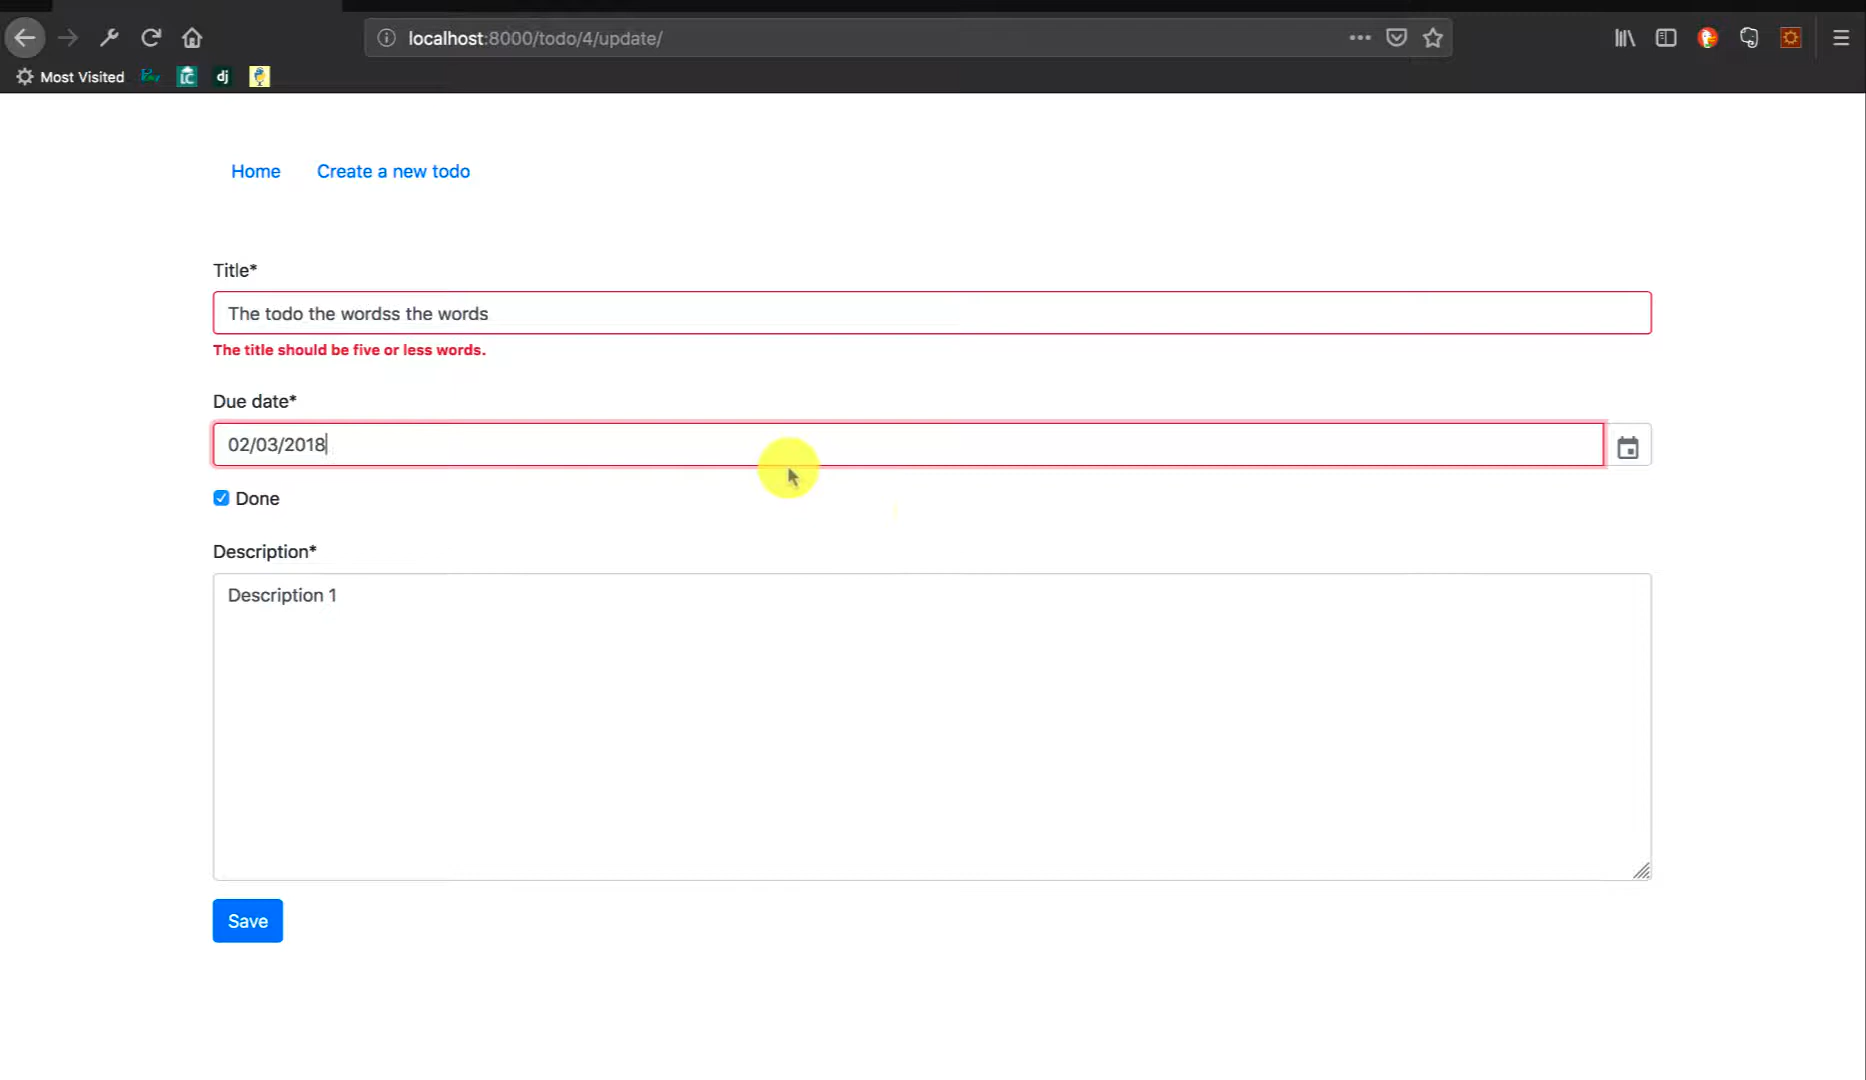 localhost:8000/todo/4/update/
Most Visited
LC
dj
Home
Create a new todo
Title*
The todo the wordss the words
The title should be five or less words.
Due date*
02/03/2018
Done
Description*
Description 1
Save